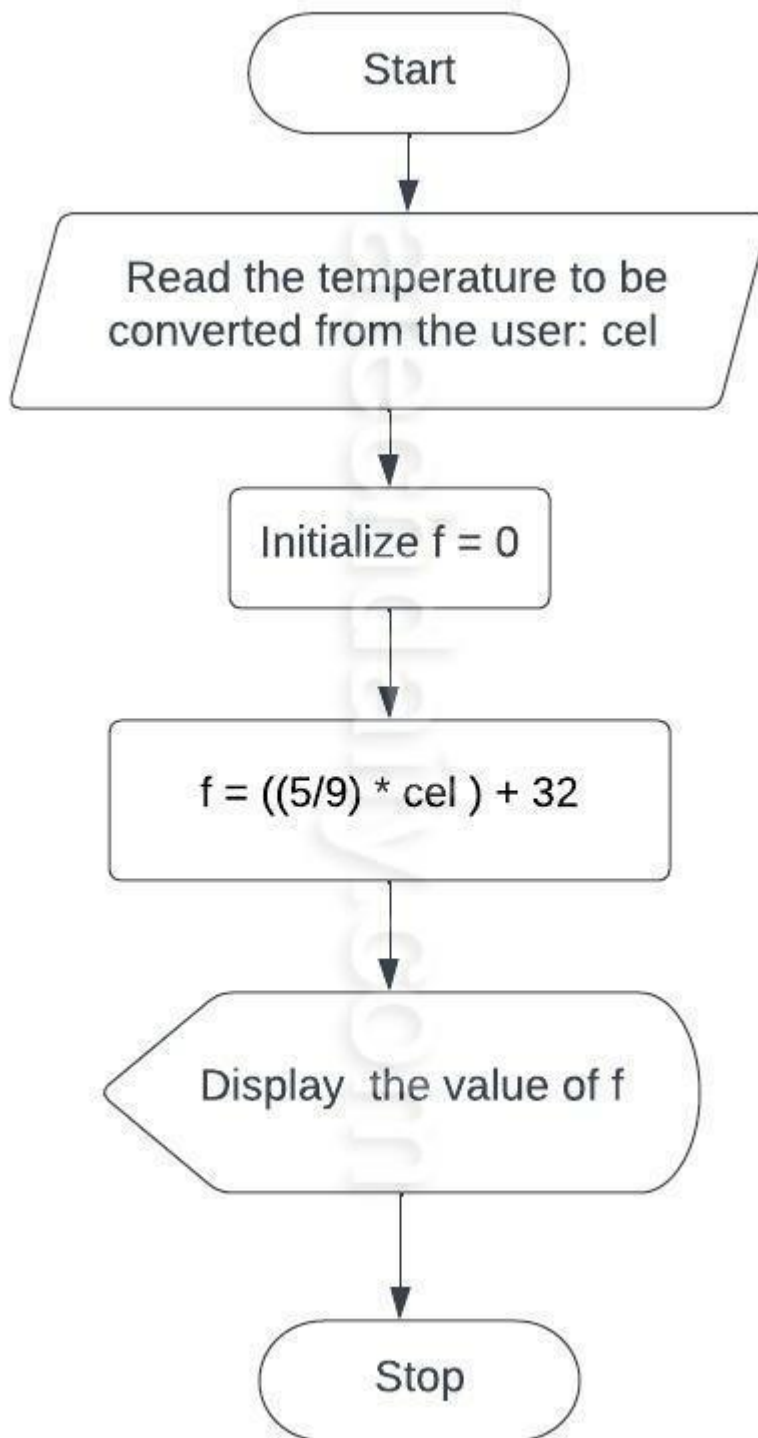 Start
Read the temperature to be
converted from the user: cel
Initialize f = 0
f = ((5/9) * cel ) + 32
Display the value of f
Stop